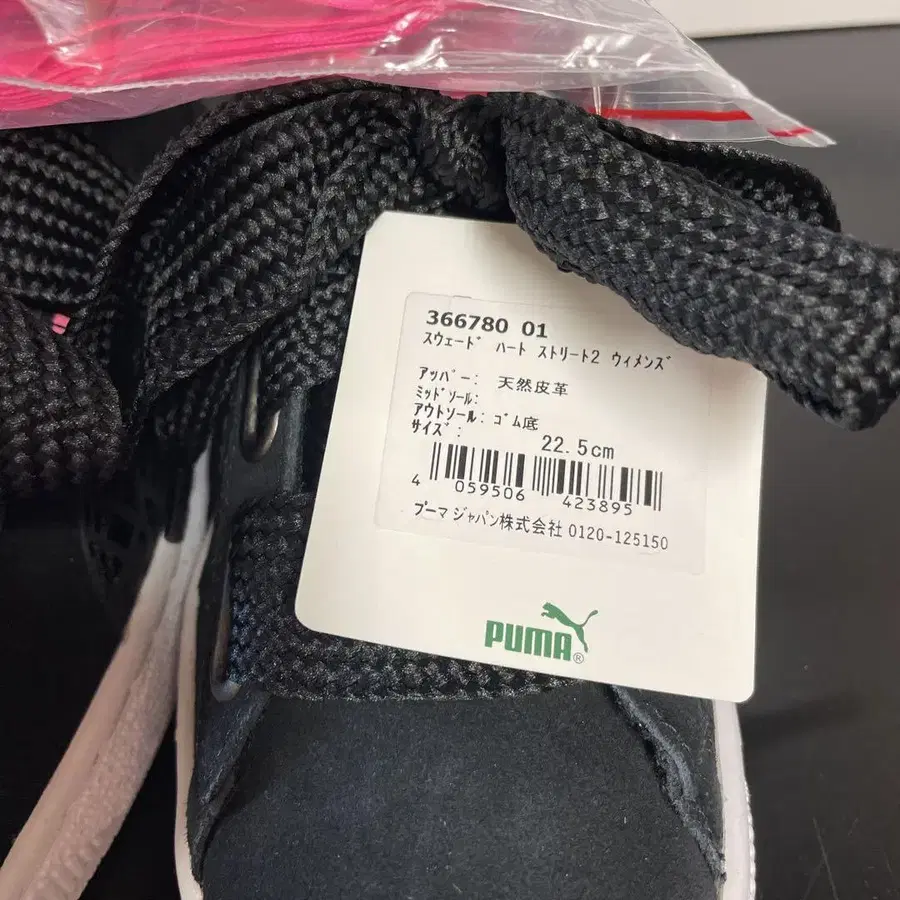 366780 01
スウェード ハート ストリート2 ウィメンズ
アッパー: 天然皮革
ミッドソール:
アウトソール: ゴム底
サイズ: 22.5cm
4 059506 423895
プーマ ジャパン株式会社 0120-125150
PUMA®